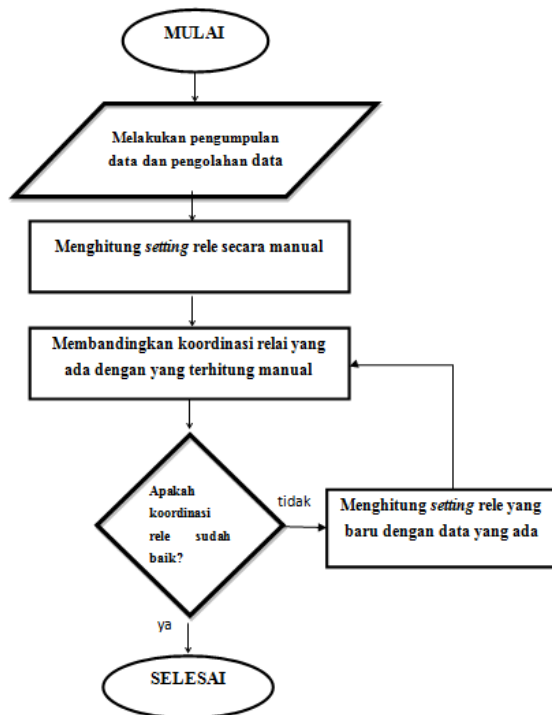 MULAI
Melakukan pengumpulan
data dan pengolahan data
Menghitung setting rele secara manual
Membandingkan koordinasi relai yang
ada dengan yang terhitung manual
Apakah
koordinasi
rele sudah
baik?
tidak
Menghitung setting rele yang
baru dengan data yang ada
ya
SELESAI